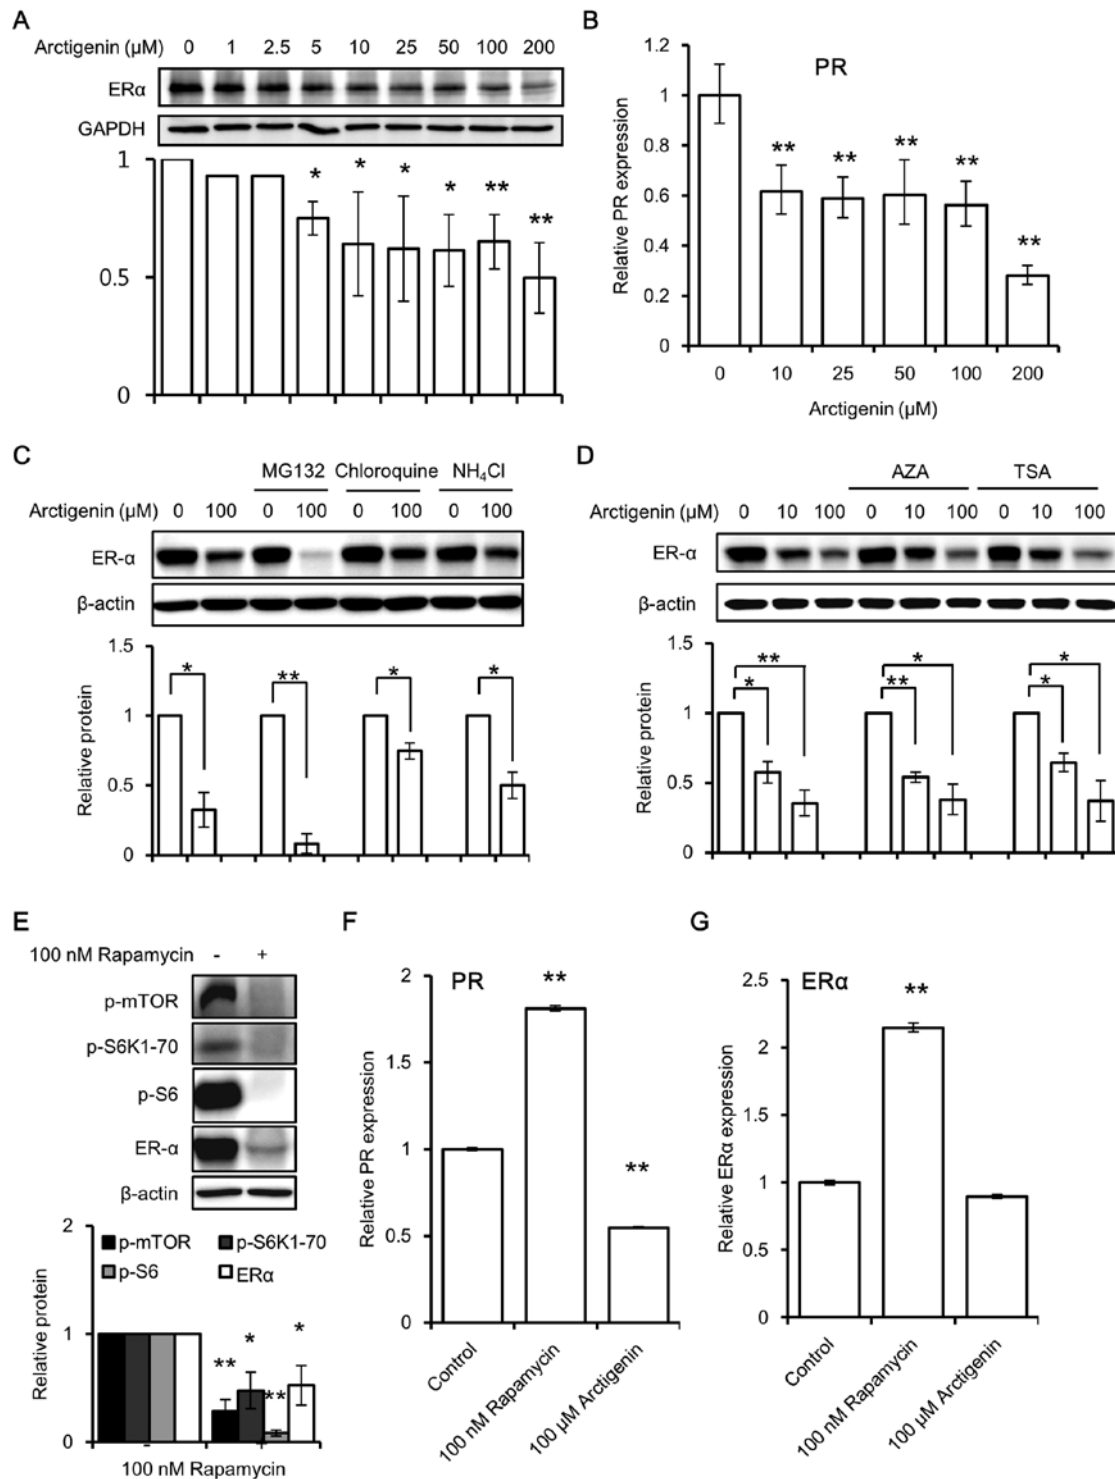 A
Arctigenin (µM) 0 1 2.5 5 10 25 50 100 200
ERα
GAPDH
1
0.5
0
* * * * ** **
B
PR
Relative PR expression
1.2
1
0.8
0.6
0.4
0.2
0
** ** ** ** **
0 10 25 50 100 200
Arctigenin (µM)
C
MG132 Chloroquine NH₄Cl
Arctigenin (µM) 0 100 0 100 0 100 0 100
ER-α
β-actin
Relative protein
1.5
1
0.5
0
* ** * *
D
AZA TSA
Arctigenin (µM) 0 10 100 0 10 100 0 10 100
ER-α
β-actin
Relative protein
1.5
1
0.5
0
** * *
* ** *
E
100 nM Rapamycin - +
p-mTOR
p-S6K1-70
p-S6
ER-α
β-actin
Relative protein
2
1
0
p-mTOR p-S6K1-70
p-S6 ERα
** * ** *
- +
100 nM Rapamycin
F
PR
Relative PR expression
2
1.5
1
0.5
0
** **
Control
100 nM Rapamycin
100 µM Arctigenin
G
ERα
Relative ERα expression
2.5
2
1.5
1
0.5
0
**
Control
100 nM Rapamycin
100 µM Arctigenin